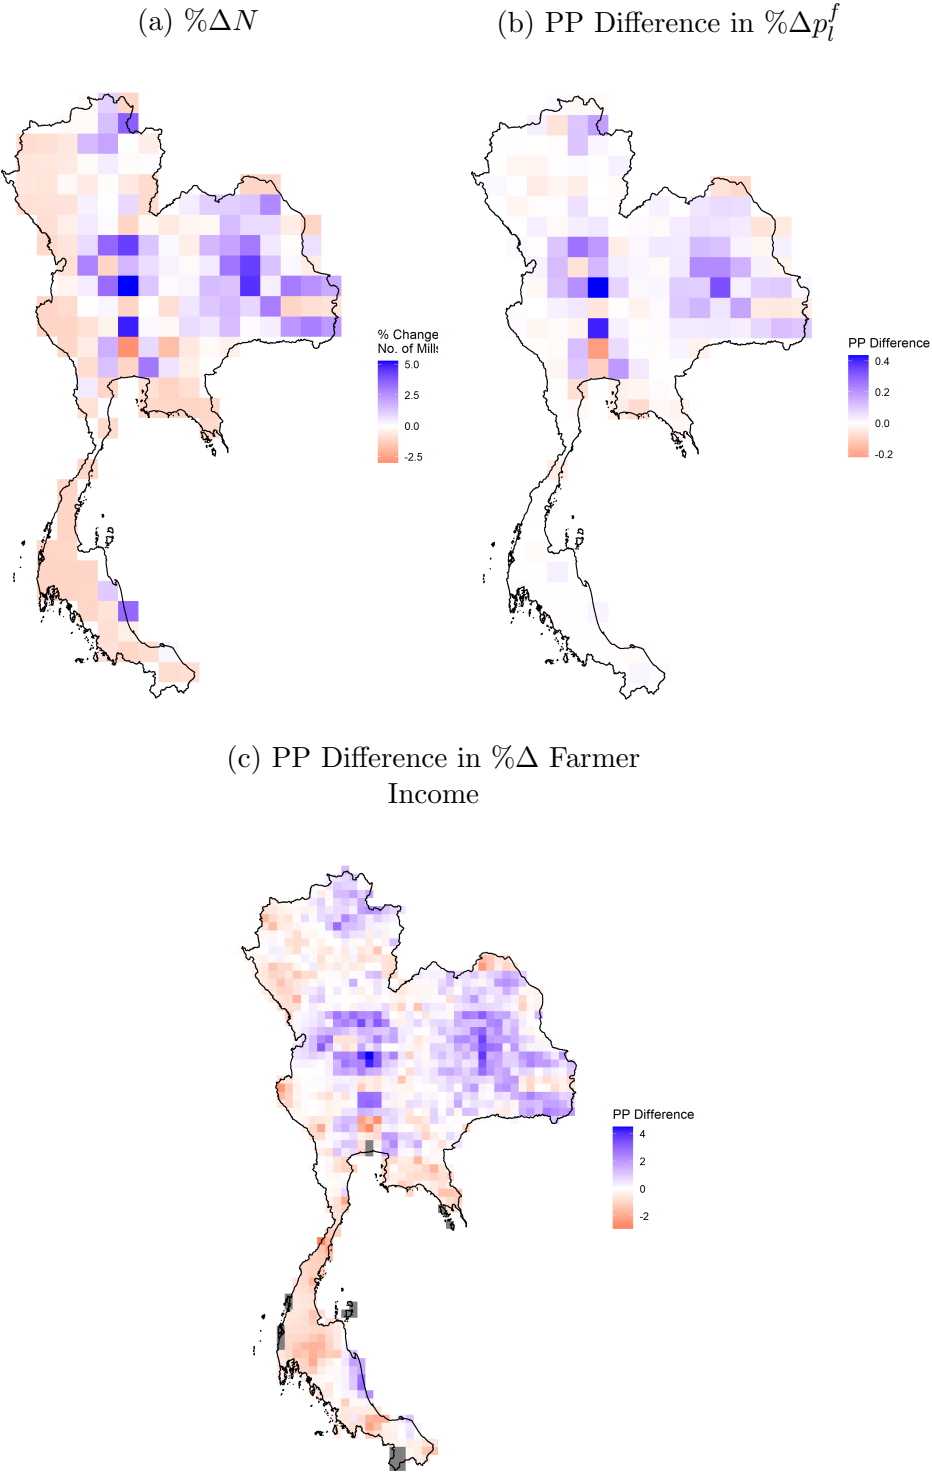 (a) %ΔN
(b) PP Difference in %Δp_l^f
% Change
No. of Mills
5.0
2.5
0.0
-2.5
PP Difference
0.4
0.2
0.0
-0.2
(c) PP Difference in %Δ Farmer
Income
PP Difference
4
2
0
-2